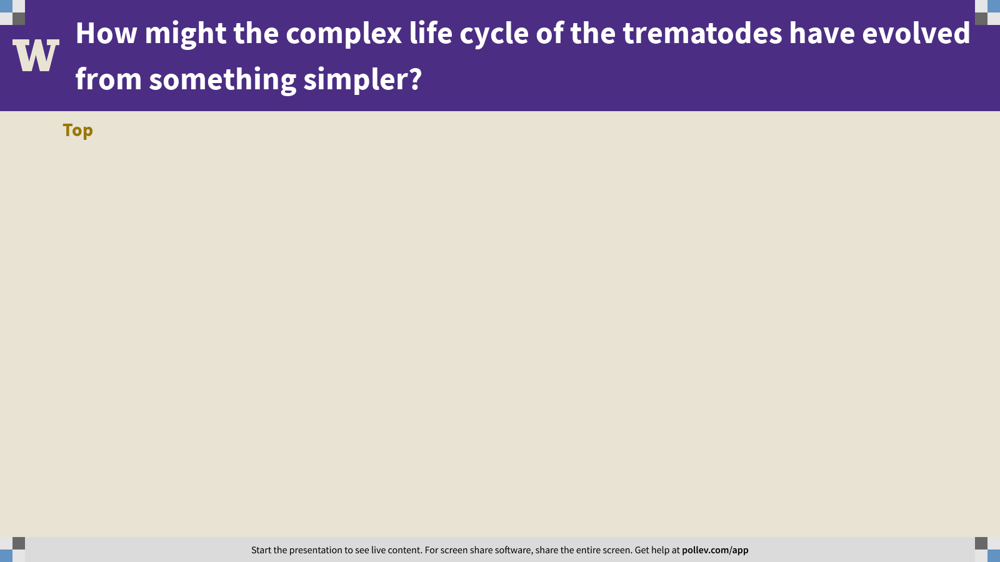 How might the complex life cycle of the trematodes have evolved
W
from something simpler?
Top
Start the presentation to see live content. For screen share software, share the entire screen. Get help at pollev.com/app